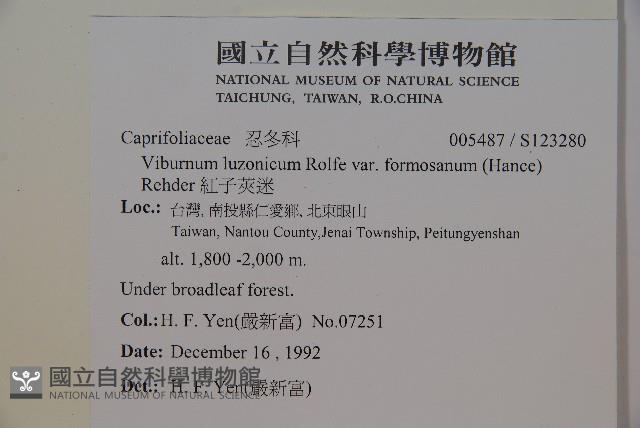 國立自然科學博物館
NATIONAL MUSEUM OF NATURAL SCIENCE
TAICHUNG, TAIWAN, R.O.CHINA
Caprifoliaceae 忍冬科 005487 / S123280
Viburnum luzonicum Rolfe var. formosanum (Hance)
Rehder 紅子莢迷
Loc.: 台灣, 南投縣仁愛鄉, 北東眼山
Taiwan, Nantou County,Jenai Township, Peitungyenshan
alt. 1,800 -2,000 m.
Under broadleaf forest.
Col.: H. F. Yen(嚴新富) No.07251
Date: December 16 , 1992
Det.: H. F. Yen(嚴新富)
國立自然科學博物館
NATIONAL MUSEUM OF NATURAL SCIENCE